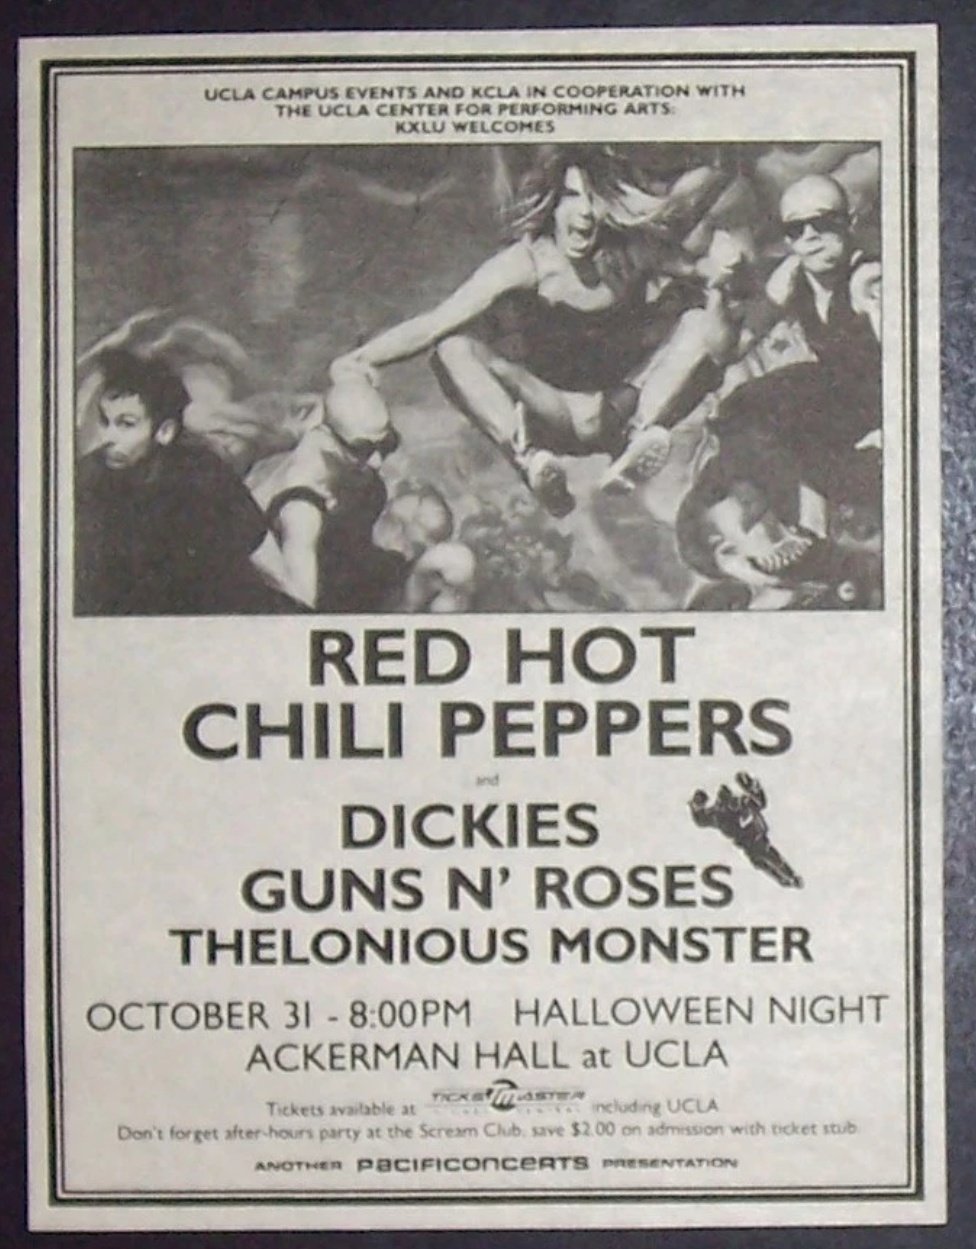 UCLA CAMPUS EVENTS AND KCLA IN COOPERATION WITH
THE UCLA CENTER FOR PERFORMING ARTS:
KXLU WELCOMES
RED HOT
CHILI PEPPERS
and
DICKIES
GUNS N' ROSES
THELONIOUS MONSTER
OCTOBER 31 - 8:00PM HALLOWEEN NIGHT
ACKERMAN HALL at UCLA
Tickets available at TICKETMASTER including UCLA
Don't forget after-hours party at the Scream Club, save $2.00 on admission with ticket stub.
ANOTHER PACIFICONCERTS PRESENTATION